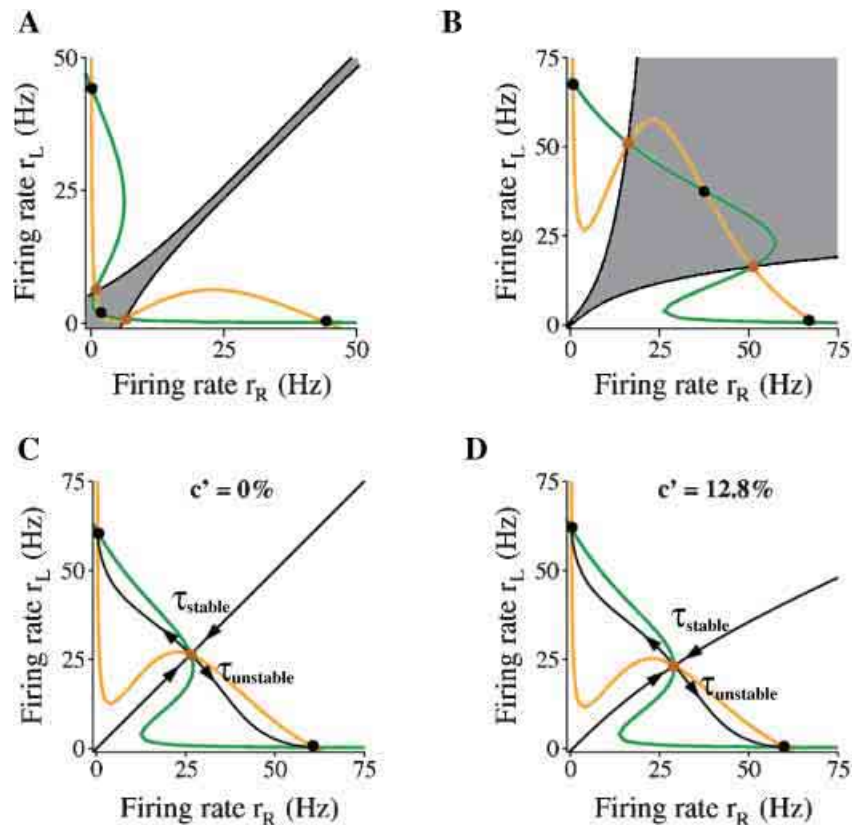 A
Firing rate r_L (Hz)
50
25
0
0
25
50
Firing rate r_R (Hz)
B
Firing rate r_L (Hz)
75
50
25
0
0
25
50
75
Firing rate r_R (Hz)
C
c' = 0%
Firing rate r_L (Hz)
75
50
25
0
τ_stable
τ_unstable
0
25
50
75
Firing rate r_R (Hz)
D
c' = 12.8%
Firing rate r_L (Hz)
75
50
25
0
τ_stable
τ_unstable
0
25
50
75
Firing rate r_R (Hz)